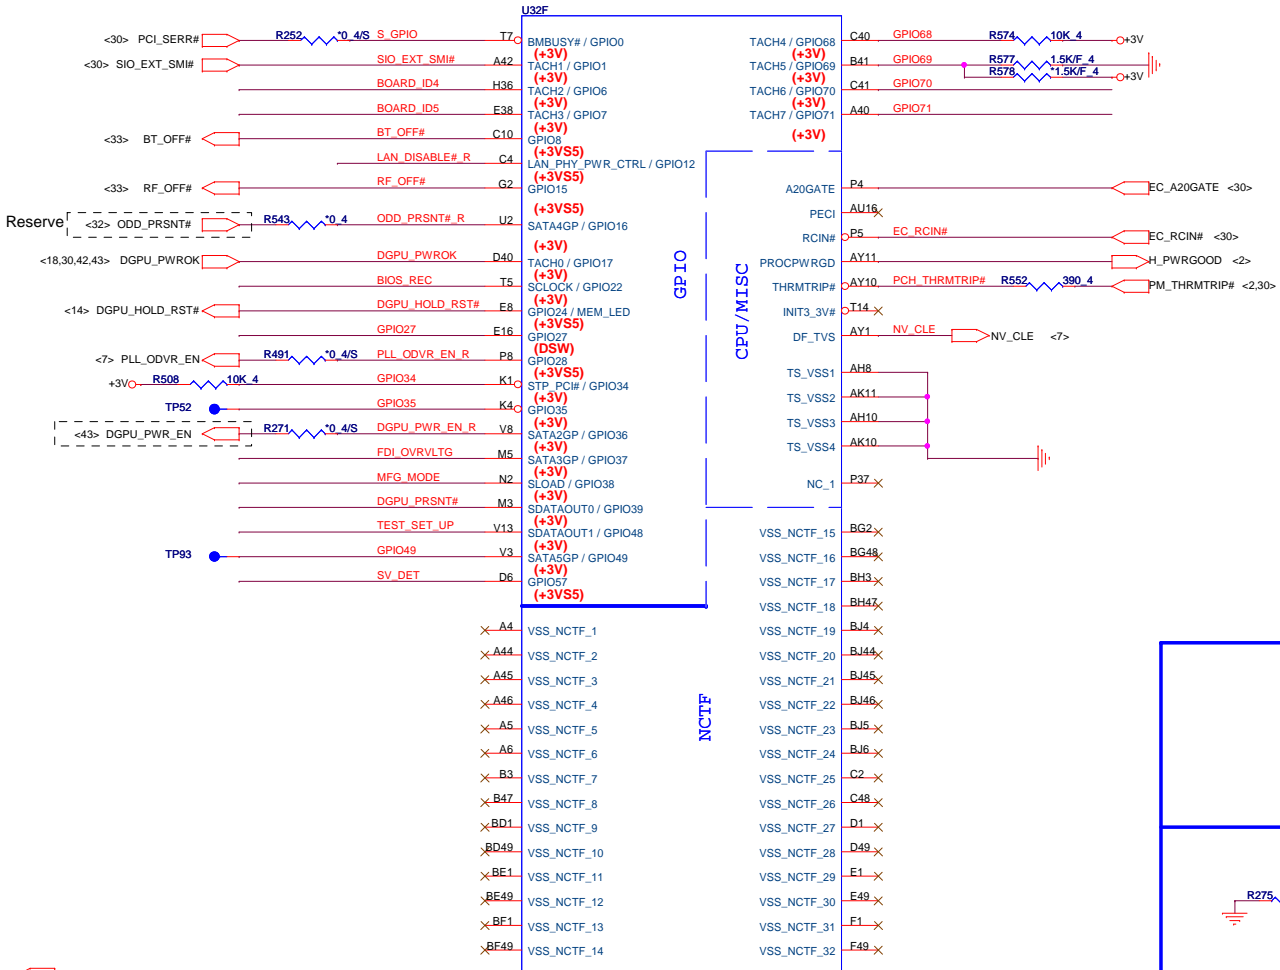 U32F
<30> PCI_SERR# R252 *0_4/S S_GPIO T7 BMBUSY# / GPIO0 TACH4 / GPIO68 C40 GPIO68 R574 10K_4 +3V
(+3V) (+3V)
<30> SIO_EXT_SMI# SIO_EXT_SMI# A42 TACH1 / GPIO1 TACH5 / GPIO69 B41 GPIO69 R577 1.5K/F_4
(+3V) (+3V) R578 *1.5K/F_4 +3V
BOARD_ID4 H36 TACH2 / GPIO6 TACH6 / GPIO70 C41 GPIO70
(+3V) (+3V)
BOARD_ID5 E38 TACH3 / GPIO7 TACH7 / GPIO71 A40 GPIO71
(+3V) (+3V)
<33> BT_OFF# BT_OFF# C10 GPIO8
(+3VS5)
LAN_DISABLE#_R C4 LAN_PHY_PWR_CTRL / GPIO12
(+3VS5)
<33> RF_OFF# RF_OFF# G2 GPIO15 A20GATE P4 EC_A20GATE <30>
(+3VS5) PECI AU16
Reserve <32> ODD_PRSNT# R543 *0_4 ODD_PRSNT#_R U2 SATA4GP / GPIO16 RCIN# P5 EC_RCIN# EC_RCIN# <30>
(+3V)
<18,30,42,43> DGPU_PWROK DGPU_PWROK D40 TACH0 / GPIO17 PROCPWRGD AY11 H_PWRGOOD <2>
(+3V)
BIOS_REC T5 SCLOCK / GPIO22 THRMTRIP# AY10 PCH_THRMTRIP# R552 390_4 PM_THRMTRIP# <2,30>
(+3V)
<14> DGPU_HOLD_RST# DGPU_HOLD_RST# E8 GPIO24 / MEM_LED INIT3_3V# T14
(+3VS5)
GPIO27 E16 GPIO27 DF_TVS AY1 NV_CLE NV_CLE <7>
(DSW)
<7> PLL_ODVR_EN R491 *0_4/S PLL_ODVR_EN_R P8 GPIO28
(+3VS5) TS_VSS1 AH8
+3V R508 10K_4 GPIO34 K1 STP_PCI# / GPIO34
(+3V) TS_VSS2 AK11
TP52 GPIO35 K4 GPIO35
(+3V) TS_VSS3 AH10
<43> DGPU_PWR_EN R271 *0_4/S DGPU_PWR_EN_R V8 SATA2GP / GPIO36
(+3V) TS_VSS4 AK10
FDI_OVRVLTG M5 SATA3GP / GPIO37
(+3V)
MFG_MODE N2 SLOAD / GPIO38 NC_1 P37
(+3V)
DGPU_PRSNT# M3 SDATAOUT0 / GPIO39
(+3V)
TEST_SET_UP V13 SDATAOUT1 / GPIO48 VSS_NCTF_15 BG2
(+3V)
TP93 GPIO49 V3 SATA5GP / GPIO49 VSS_NCTF_16 BG48
(+3V)
SV_DET D6 GPIO57 VSS_NCTF_17 BH3
(+3VS5)
VSS_NCTF_18 BH47
GPIO
CPU/MISC
NCTF
A4 VSS_NCTF_1 VSS_NCTF_19 BJ4
A44 VSS_NCTF_2 VSS_NCTF_20 BJ44
A45 VSS_NCTF_3 VSS_NCTF_21 BJ45
A46 VSS_NCTF_4 VSS_NCTF_22 BJ46
A5 VSS_NCTF_5 VSS_NCTF_23 BJ5
A6 VSS_NCTF_6 VSS_NCTF_24 BJ6
B3 VSS_NCTF_7 VSS_NCTF_25 C2
B47 VSS_NCTF_8 VSS_NCTF_26 C48
BD1 VSS_NCTF_9 VSS_NCTF_27 D1
BD49 VSS_NCTF_10 VSS_NCTF_28 D49
BE1 VSS_NCTF_11 VSS_NCTF_29 E1
BE49 VSS_NCTF_12 VSS_NCTF_30 E49
R275
BF1 VSS_NCTF_13 VSS_NCTF_31 F1
BF49 VSS_NCTF_14 VSS_NCTF_32 F49